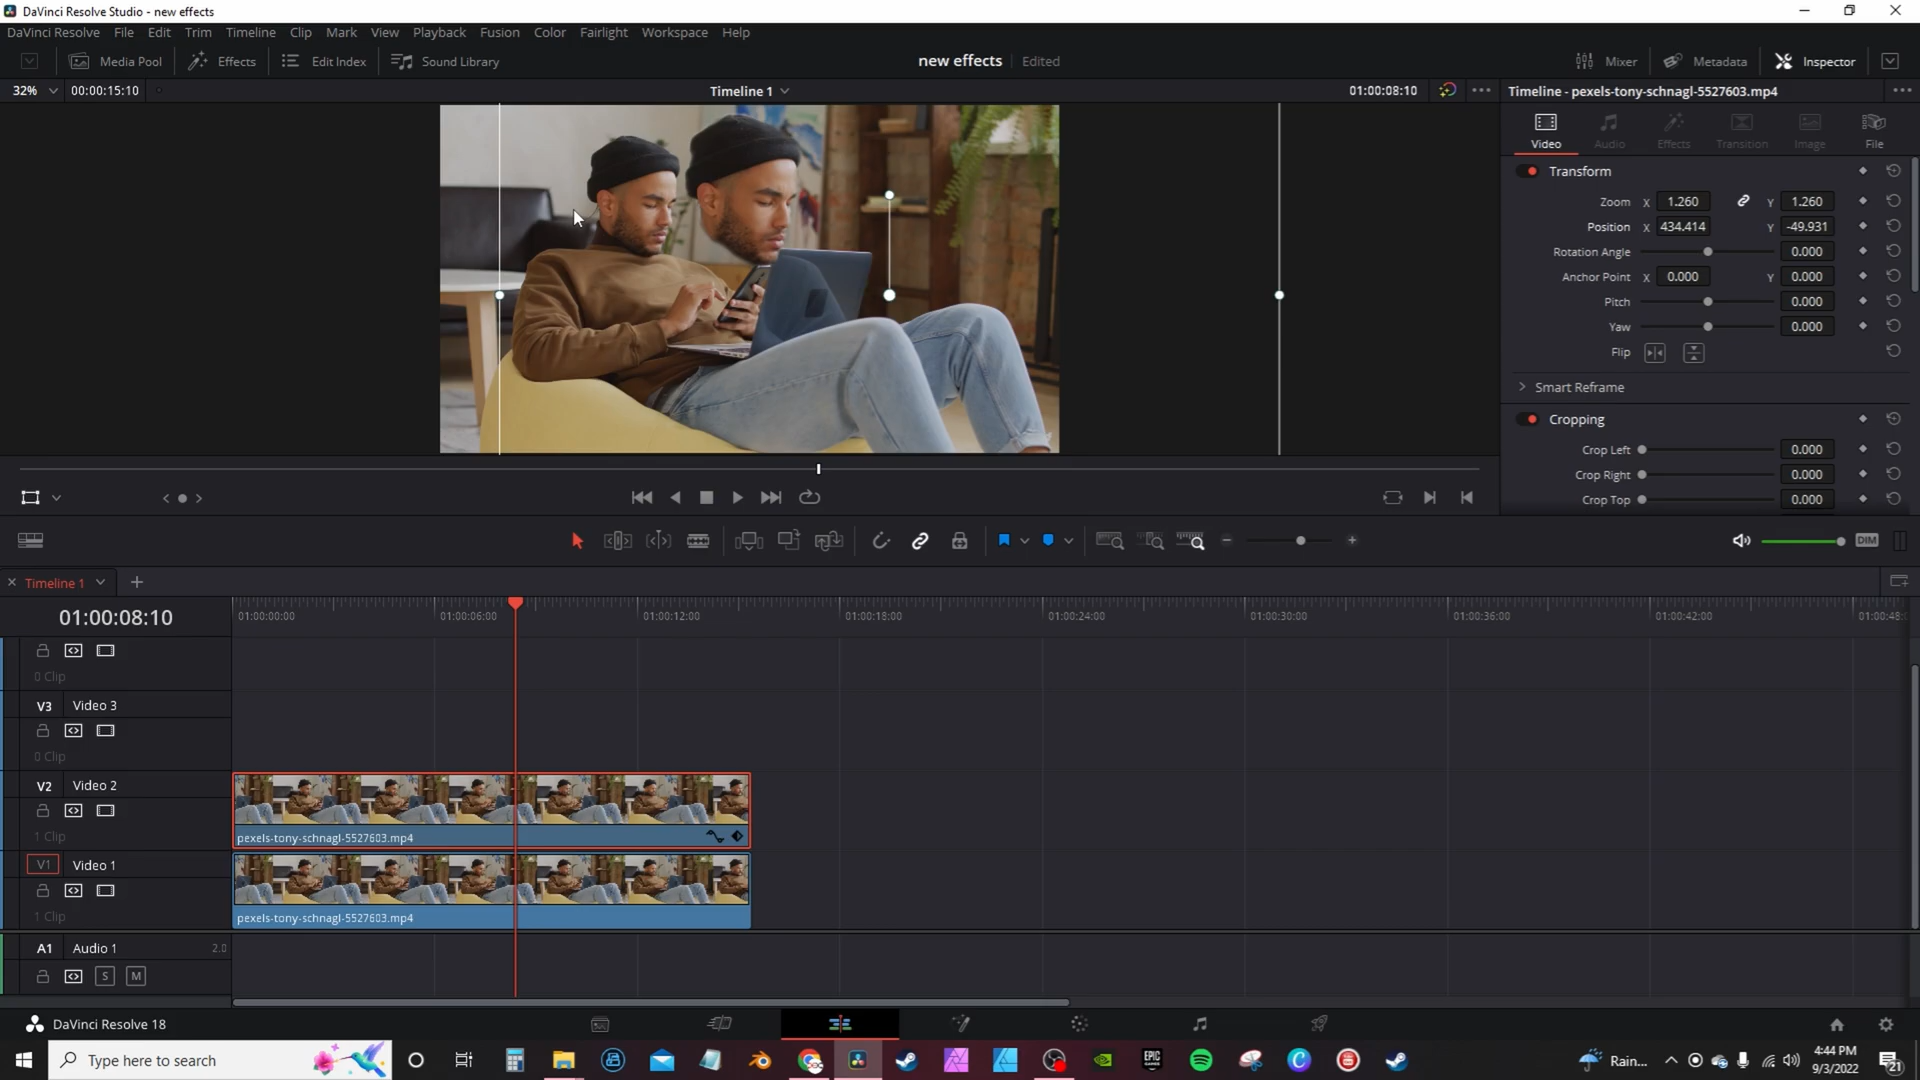 DaVinci Resolve Studio - new effects
DaVinci Resolve File Edit Trim Timeline Clip Mark View Playback Fusion Color Fairlight Workspace Help
Media Pool Effects Edit Index Sound Library new effects Edited Mixer Metadata Inspector
32% 00:00:15:10 Timeline 1 01:00:08:10 Timeline - pexels-tony-schnagl-5527603.mp4
Video Audio Effects Transition Image File
Transform
Zoom X 1.260 Y 1.260
Position X 434.414 Y -49.931
Rotation Angle 0.000
Anchor Point X 0.000 Y 0.000
Pitch 0.000
Yaw 0.000
Flip
Smart Reframe
Cropping
Crop Left 0.000
Crop Right 0.000
Crop Top 0.000
DIM
Timeline 1
01:00:08:10 01:00:00:00 01:00:06:00 01:00:12:00 01:00:18:00 01:00:24:00 01:00:30:00 01:00:36:00 01:00:42:00 01:00:48:
0 Clip
V3 Video 3
0 Clip
V2 Video 2
1 Clip pexels-tony-schnagl-5527603.mp4
V1 Video 1
1 Clip pexels-tony-schnagl-5527603.mp4
A1 Audio 1 2.0
S M
DaVinci Resolve 18
Type here to search EPIC GAMES Rain... 4:44 PM
9/3/2022 21